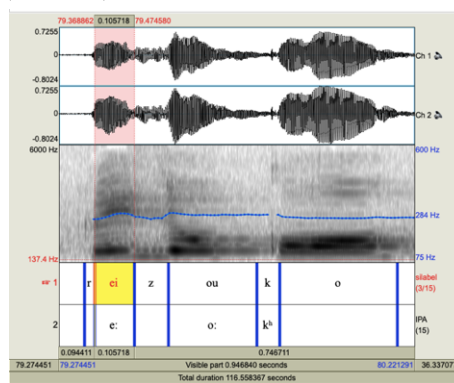 79.368862 0.105718 79.474580
0.7255
0
-0.8024
Ch 1
0.7255
0
-0.8024
Ch 2
6000 Hz 600 Hz
284 Hz
137.4 Hz 75 Hz
1 r ei z ou k o silabel (3/15)
2 e: o: kʰ IPA (15)
0.094411 0.105718 0.746711
79.274451 79.274451 Visible part 0.946840 seconds 80.221291 36.33707
Total duration 116.558367 seconds